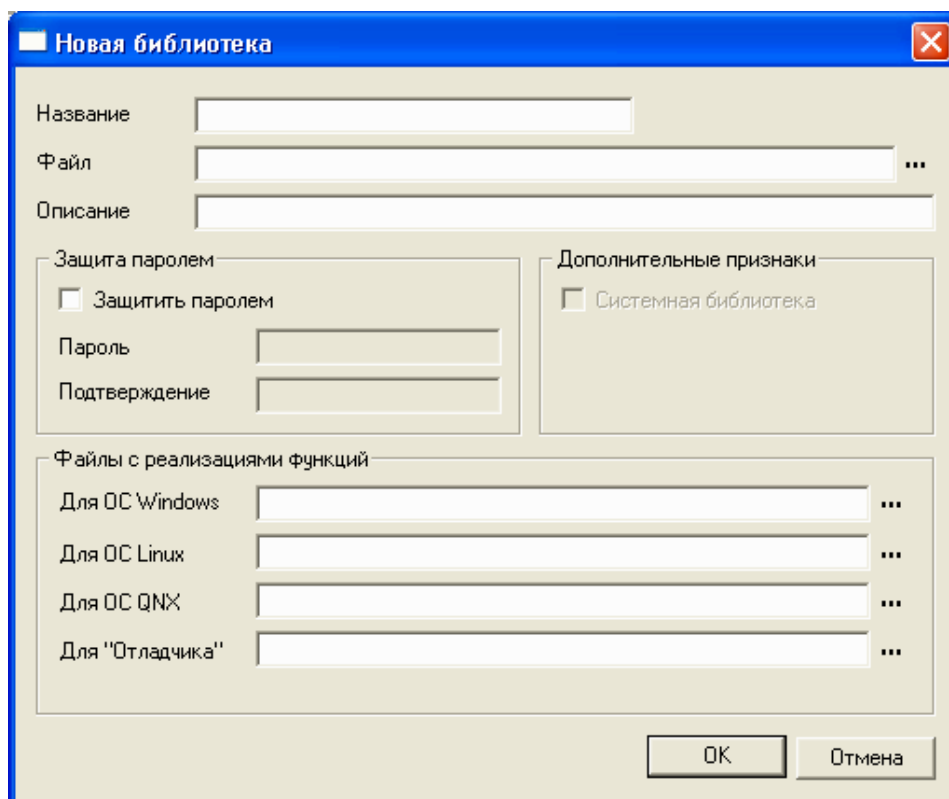 Новая библиотека
Название
Файл ...
Описание
Защита паролем
Защитить паролем
Пароль
Подтверждение
Дополнительные признаки
Системная библиотека
Файлы с реализациями функций
Для ОС Windows ...
Для ОС Linux ...
Для ОС QNX ...
Для "Отладчика" ...
OK Отмена